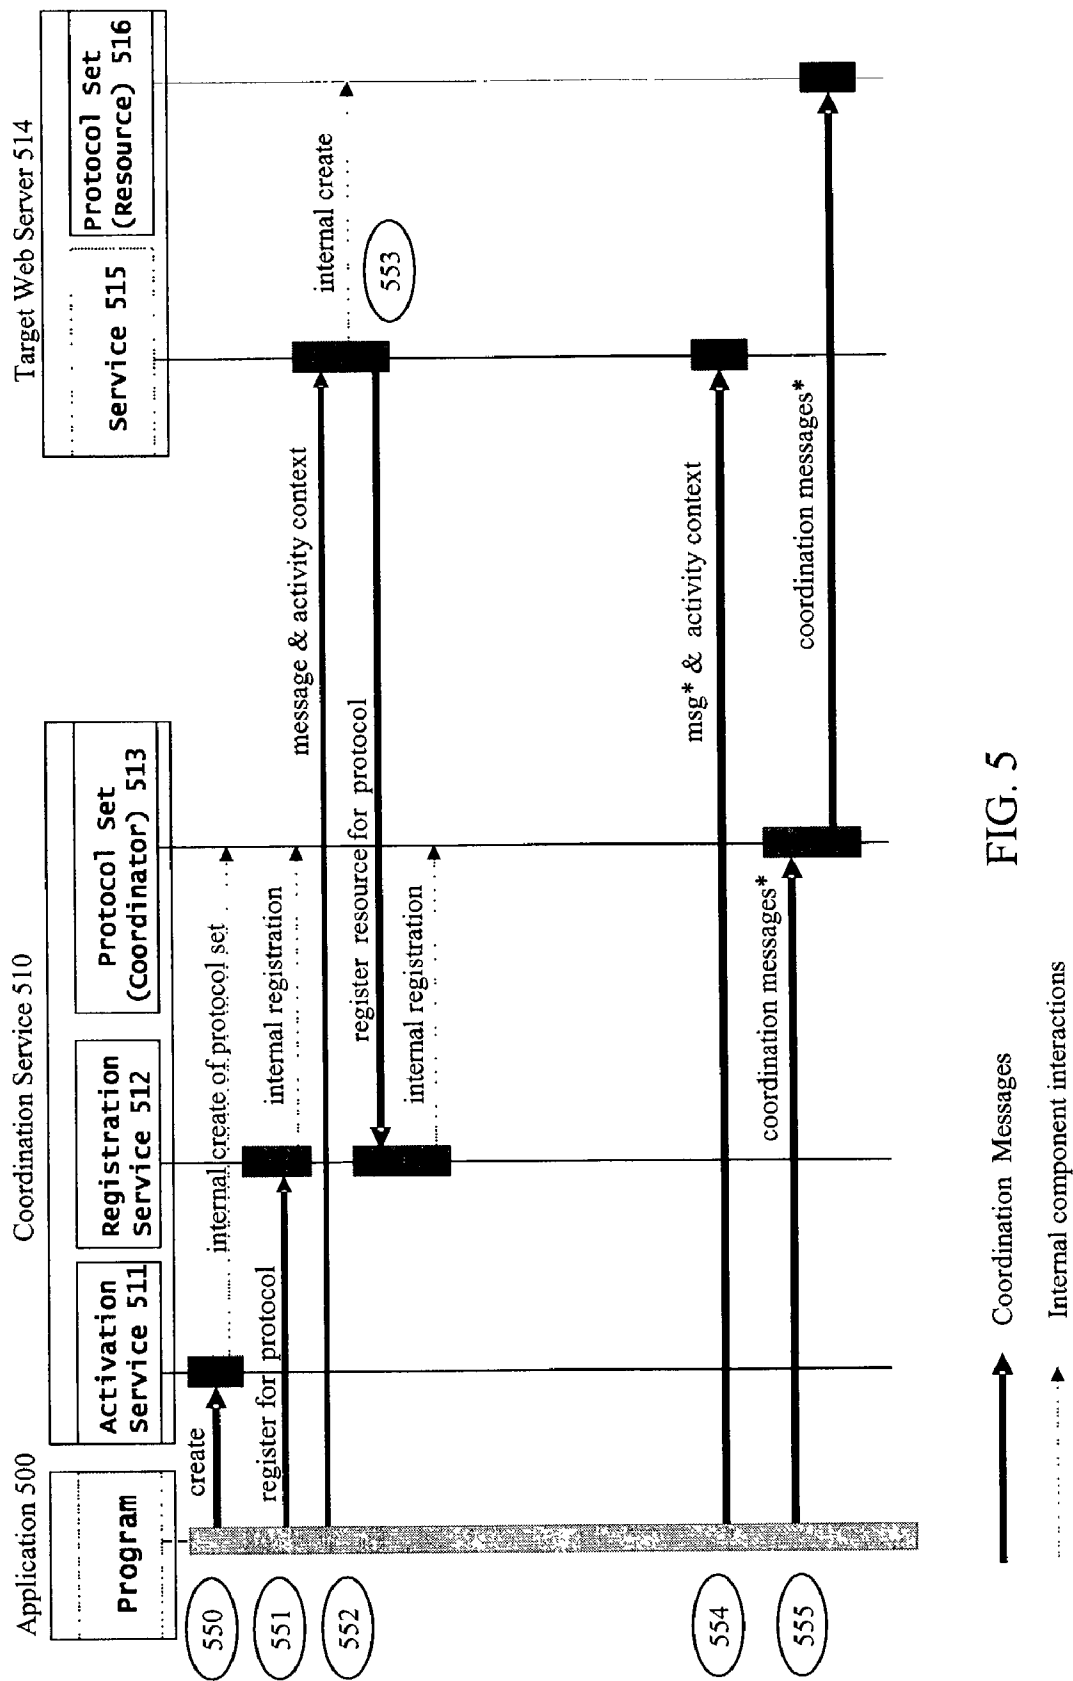 Application 500
Coordination Service 510
Target Web Server 514
Program
Activation
Service 511
Registration
Service 512
Protocol Set
(Coordinator) 513
Service 515
Protocol Set
(Resource) 516
550
create
internal create of protocol set
551
register for protocol
internal registration
552
message & activity context
internal create
553
register resource for protocol
internal registration
554
msg* & activity context
555
coordination messages*
coordination messages*
Coordination Messages
Internal component interactions
FIG. 5